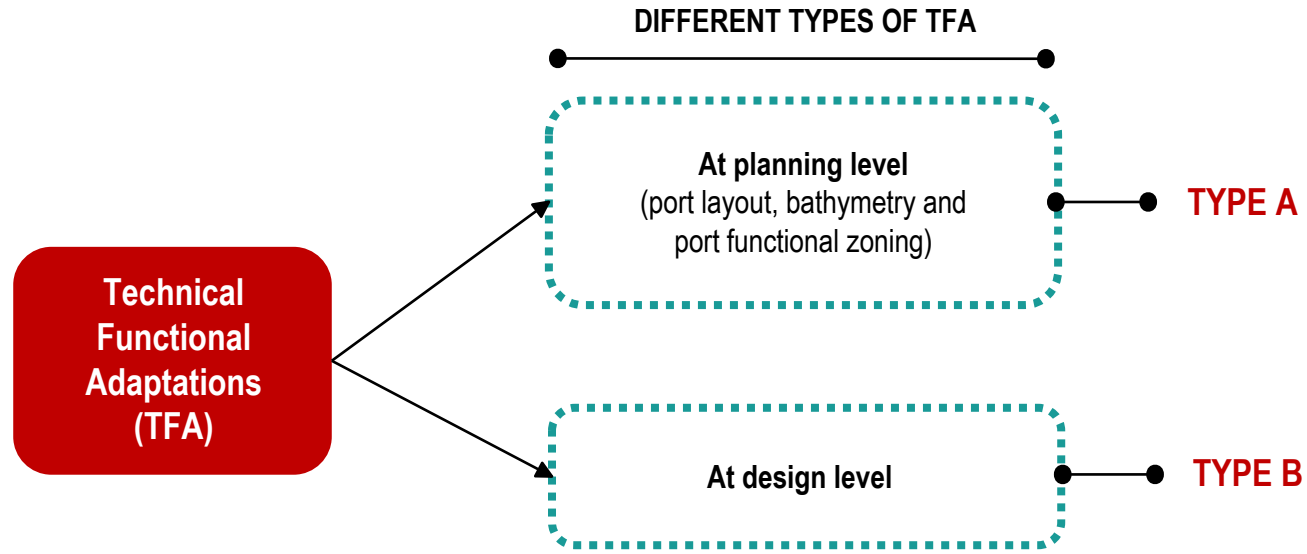 DIFFERENT TYPES OF TFA
At planning level
(port layout, bathymetry and
port functional zoning)
TYPE A
Technical
Functional
Adaptations
(TFA)
At design level
TYPE B